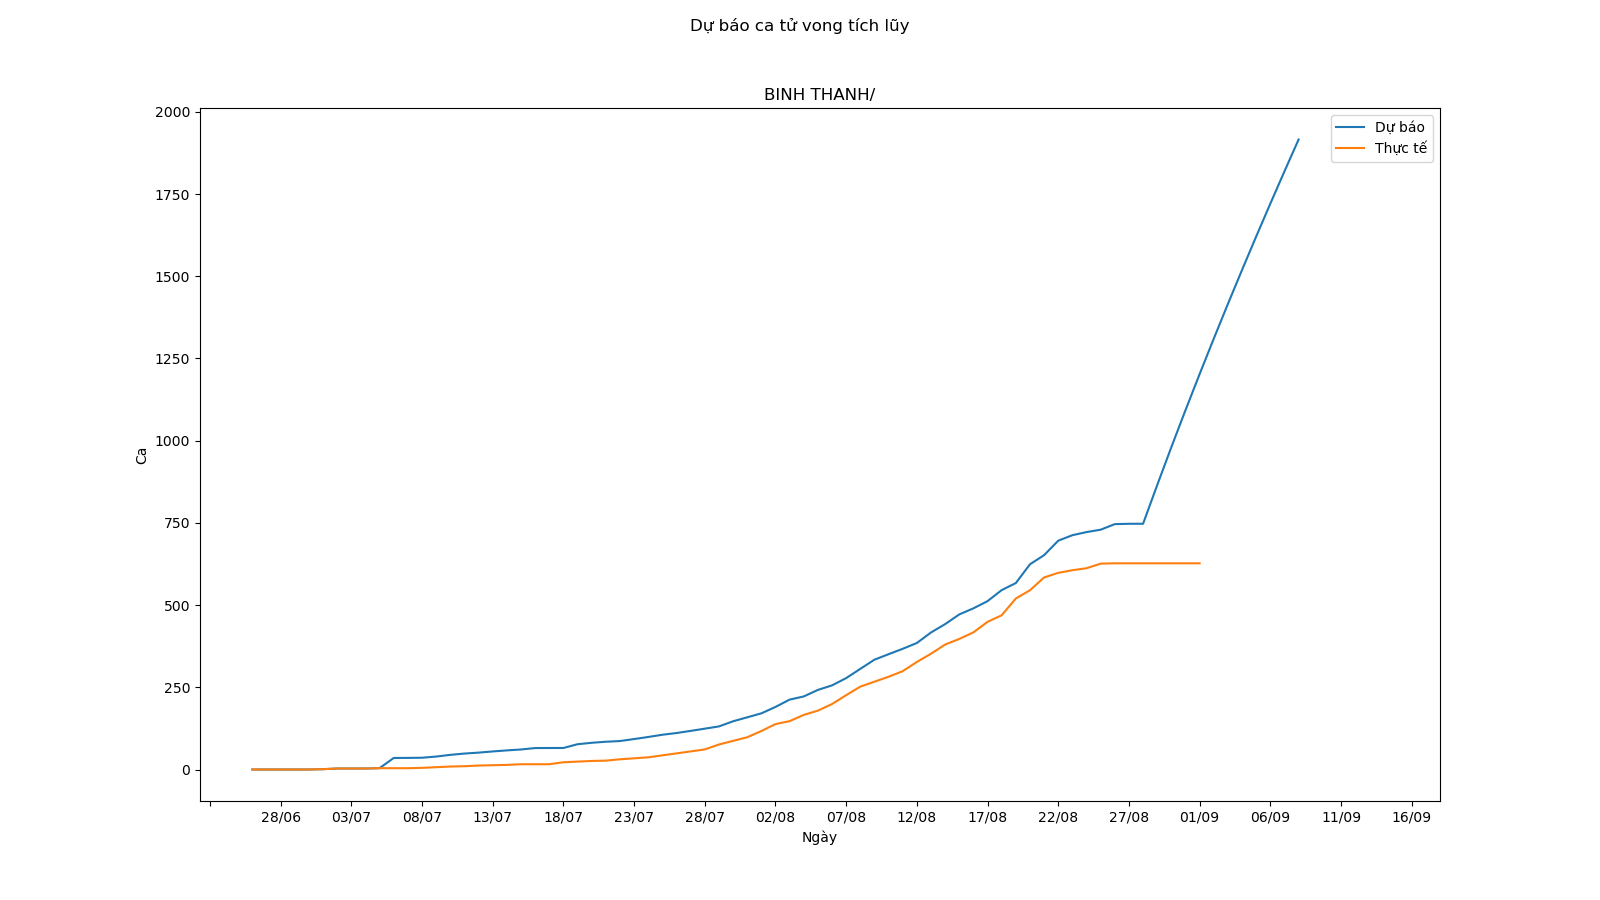 Dự báo ca tử vong tích lũy
BINH THANH/
2000
1750
1500
1250
1000
750
500
250
0
Ca
Dự báo
Thực tế
28/06 03/07 08/07 13/07 18/07 23/07 28/07 02/08 07/08 12/08 17/08 22/08 27/08 01/09 06/09 11/09 16/09
Ngày